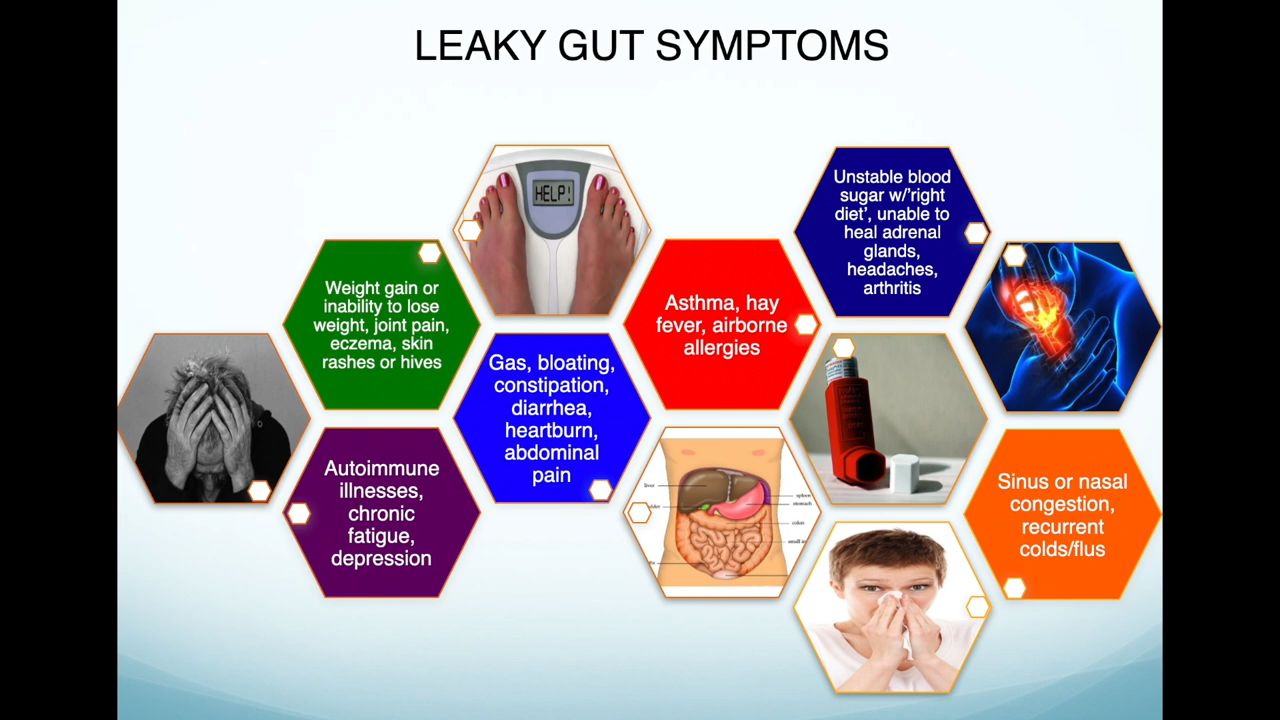 LEAKY GUT SYMPTOMS
HELP!
Unstable blood
sugar w/'right
diet', unable to
heal adrenal
glands,
headaches,
arthritis
Weight gain or
inability to lose
weight, joint pain,
eczema, skin
rashes or hives
Asthma, hay
fever, airborne
allergies
Gas, bloating,
constipation,
diarrhea,
heartburn,
abdominal
pain
Autoimmune
illnesses,
chronic
fatigue,
depression
liver
spleen
stomach
colon
Sinus or nasal
congestion,
recurrent
colds/flus